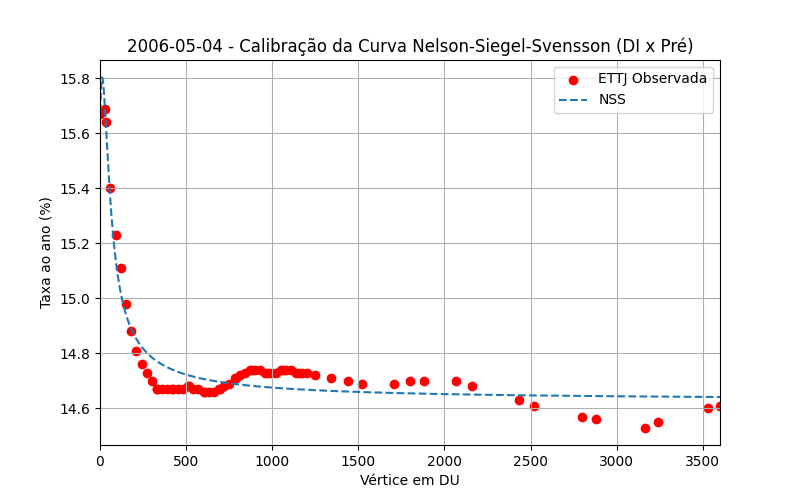 2006-05-04 - Calibração da Curva Nelson-Siegel-Svensson (DI x Pré)
ETTJ Observada
NSS
Taxa ao ano (%)
15.8
15.6
15.4
15.2
15.0
14.8
14.6
0 500 1000 1500 2000 2500 3000 3500
Vértice em DU